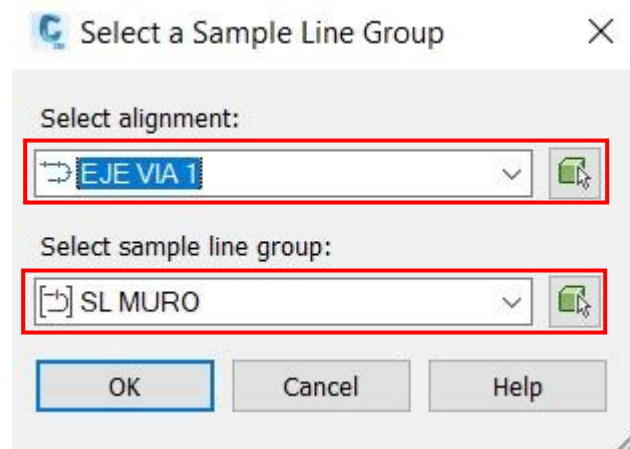 Select a Sample Line Group
Select alignment:
EJE VIA 1
Select sample line group:
SL MURO
OK Cancel Help